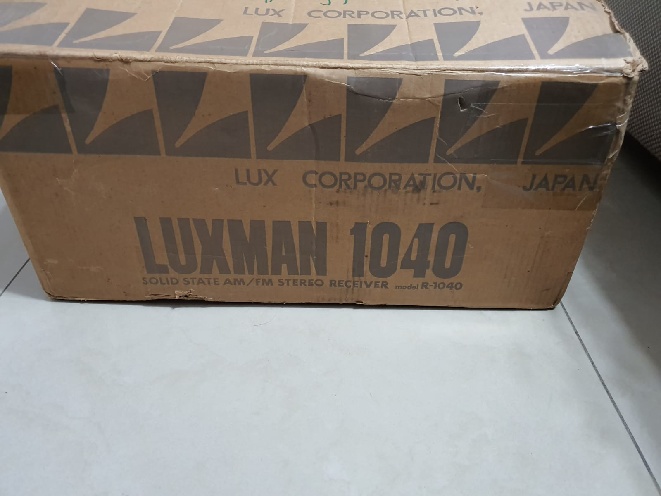 LUX CORPORATION, JAPAN
LUX CORPORATION, JAPAN
LUXMAN 1040
SOLID STATE AM/FM STEREO RECEIVER model R-1040